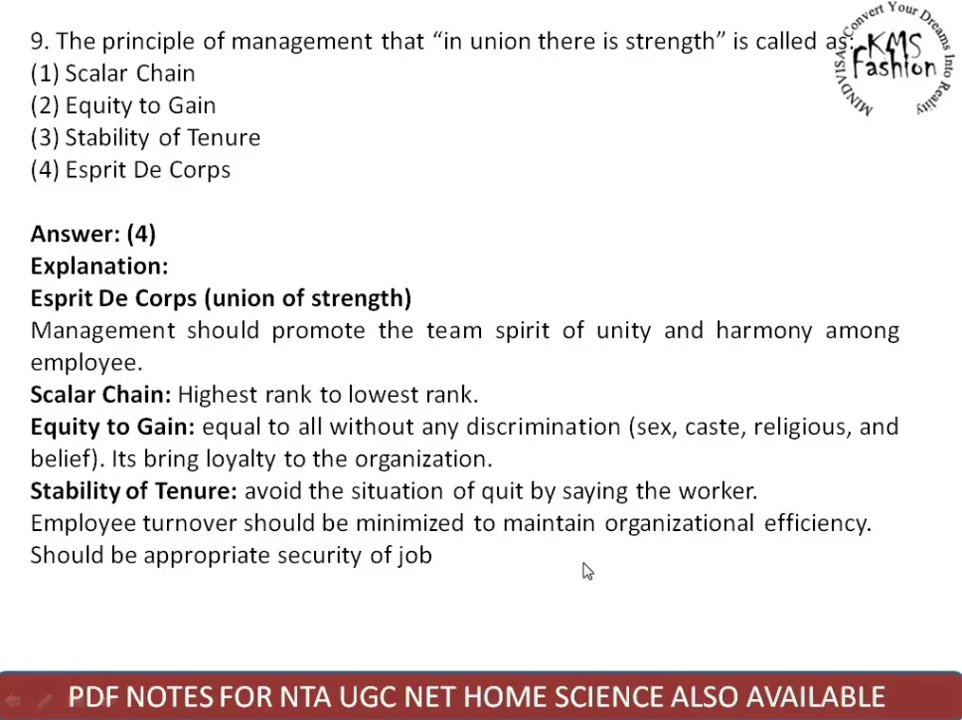 9. The principle of management that “in union there is strength” is called as:
(1) Scalar Chain
(2) Equity to Gain
(3) Stability of Tenure
(4) Esprit De Corps
Answer: (4)
Explanation:
Esprit De Corps (union of strength)
Management should promote the team spirit of unity and harmony among
employee.
Scalar Chain: Highest rank to lowest rank.
Equity to Gain: equal to all without any discrimination (sex, caste, religious, and
belief). Its bring loyalty to the organization.
Stability of Tenure: avoid the situation of quit by saying the worker.
Employee turnover should be minimized to maintain organizational efficiency.
Should be appropriate security of job
MINDVISA Convert Your Dreams Into Reality
KMS
Fashion
PDF NOTES FOR NTA UGC NET HOME SCIENCE ALSO AVAILABLE